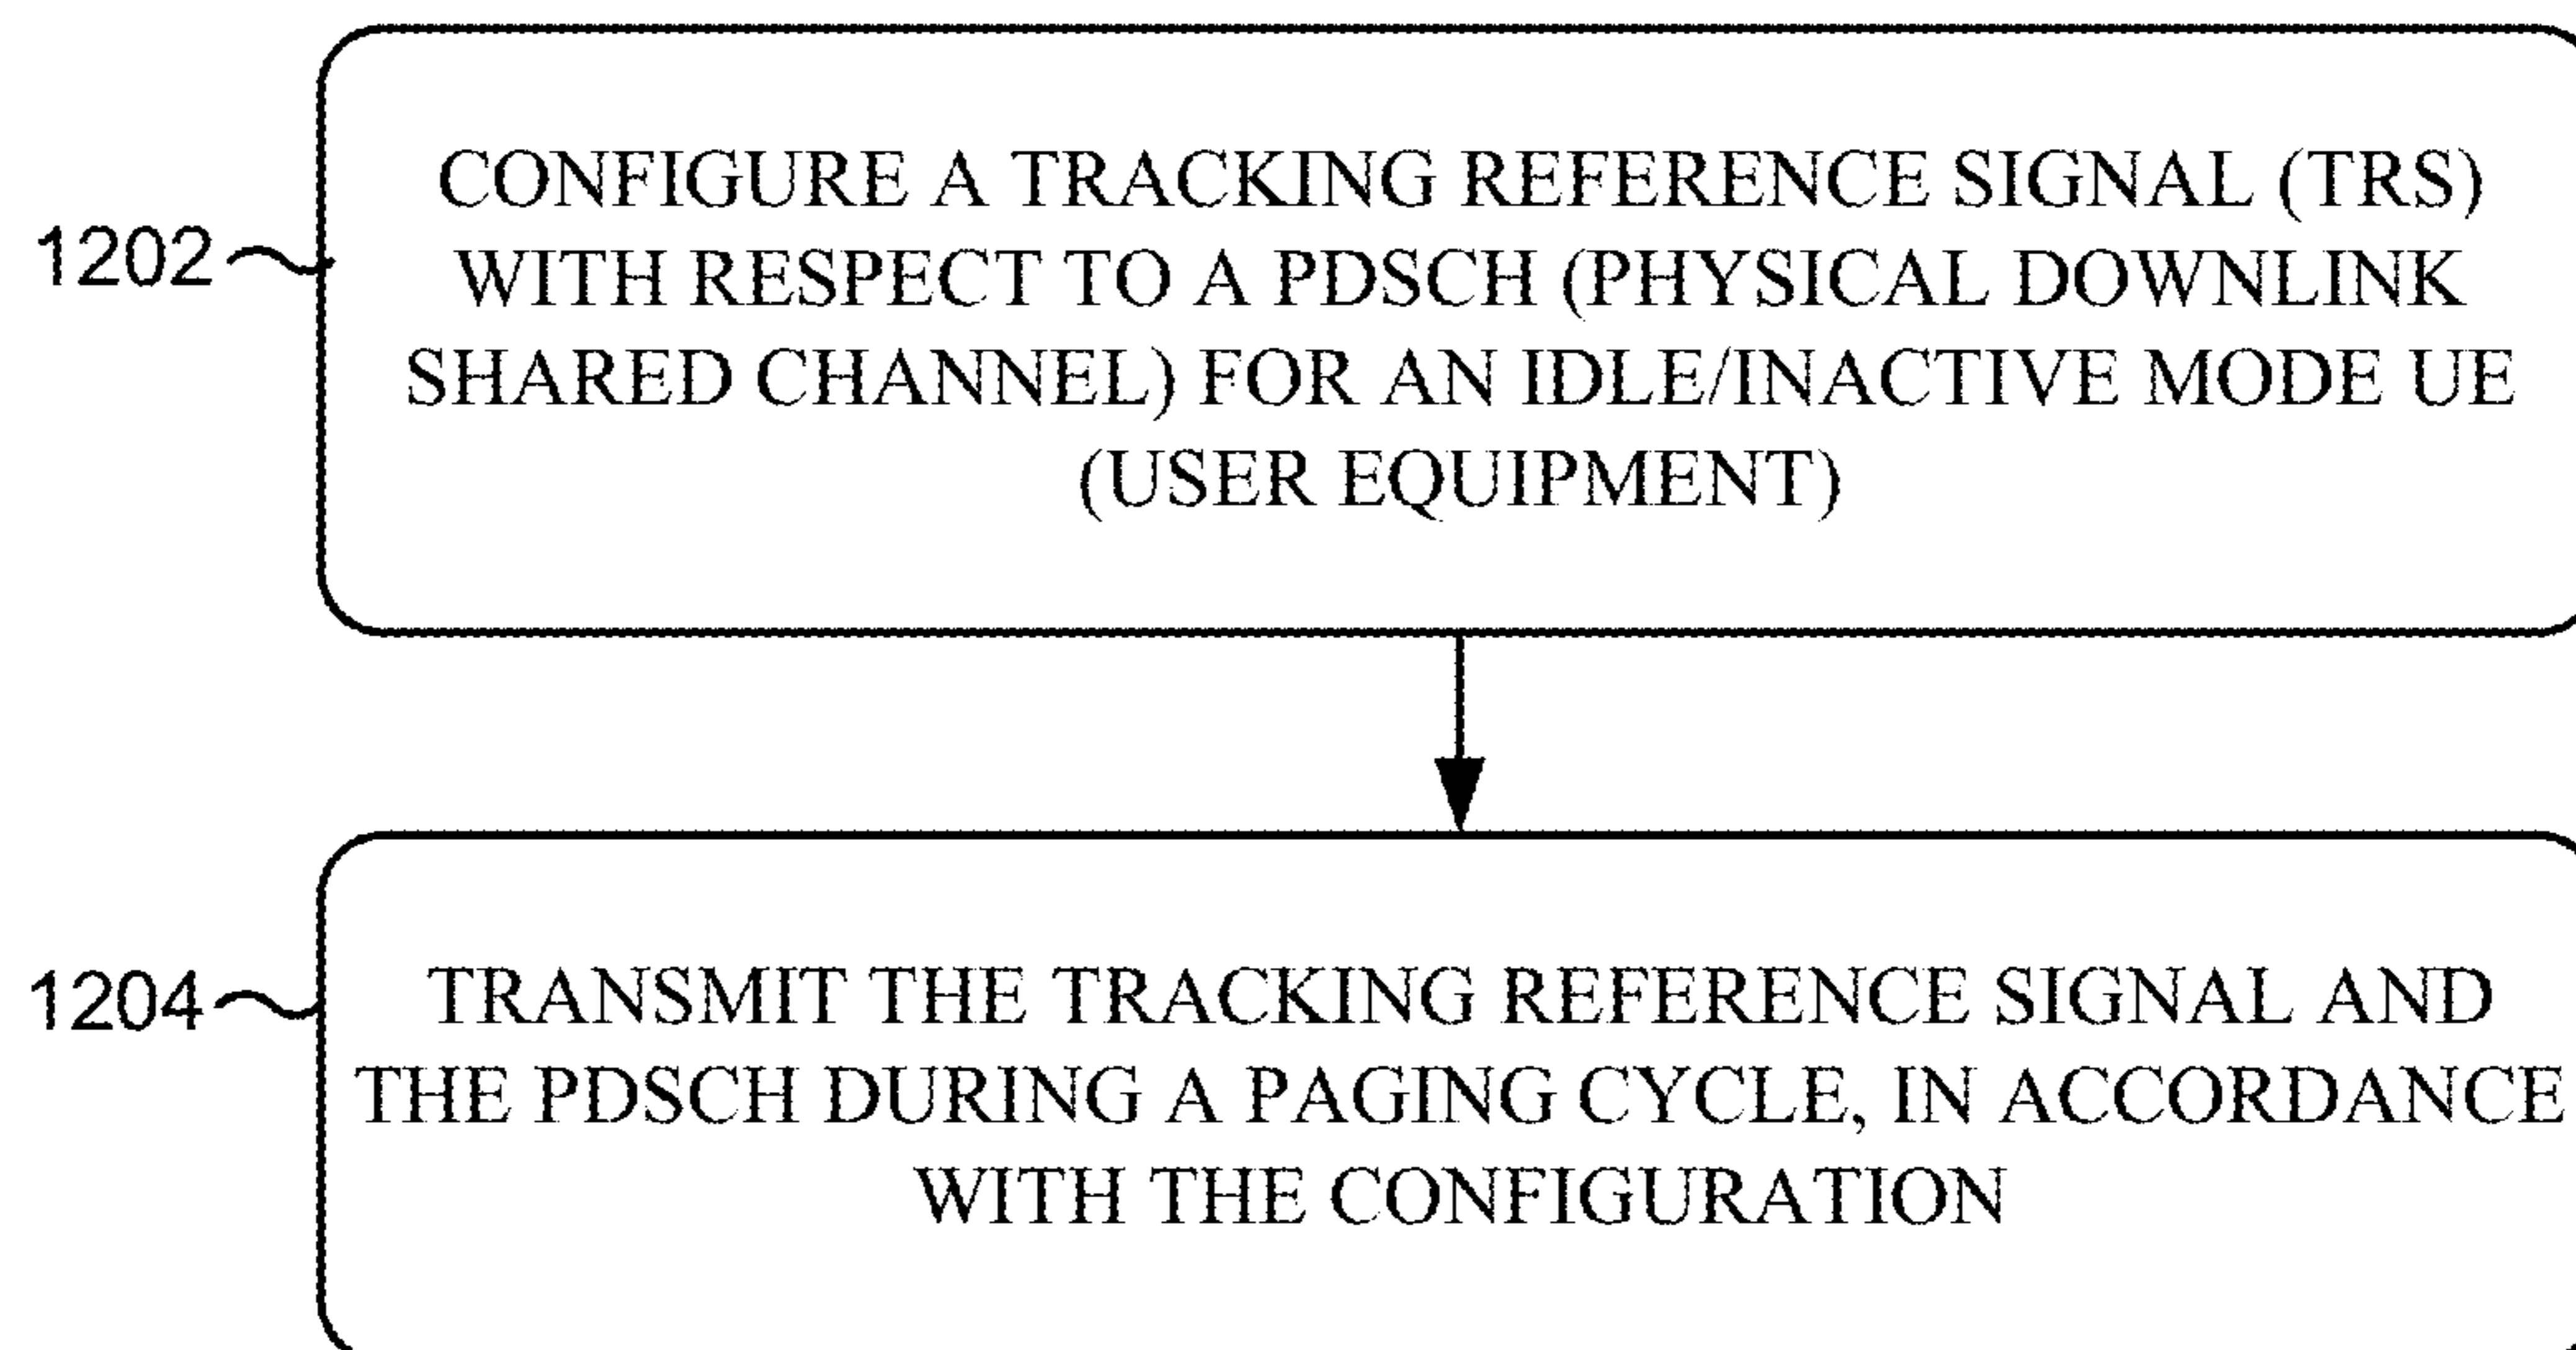 1202
CONFIGURE A TRACKING REFERENCE SIGNAL (TRS)
WITH RESPECT TO A PDSCH (PHYSICAL DOWNLINK
SHARED CHANNEL) FOR AN IDLE/INACTIVE MODE UE
(USER EQUIPMENT)
1204
TRANSMIT THE TRACKING REFERENCE SIGNAL AND
THE PDSCH DURING A PAGING CYCLE, IN ACCORDANCE
WITH THE CONFIGURATION